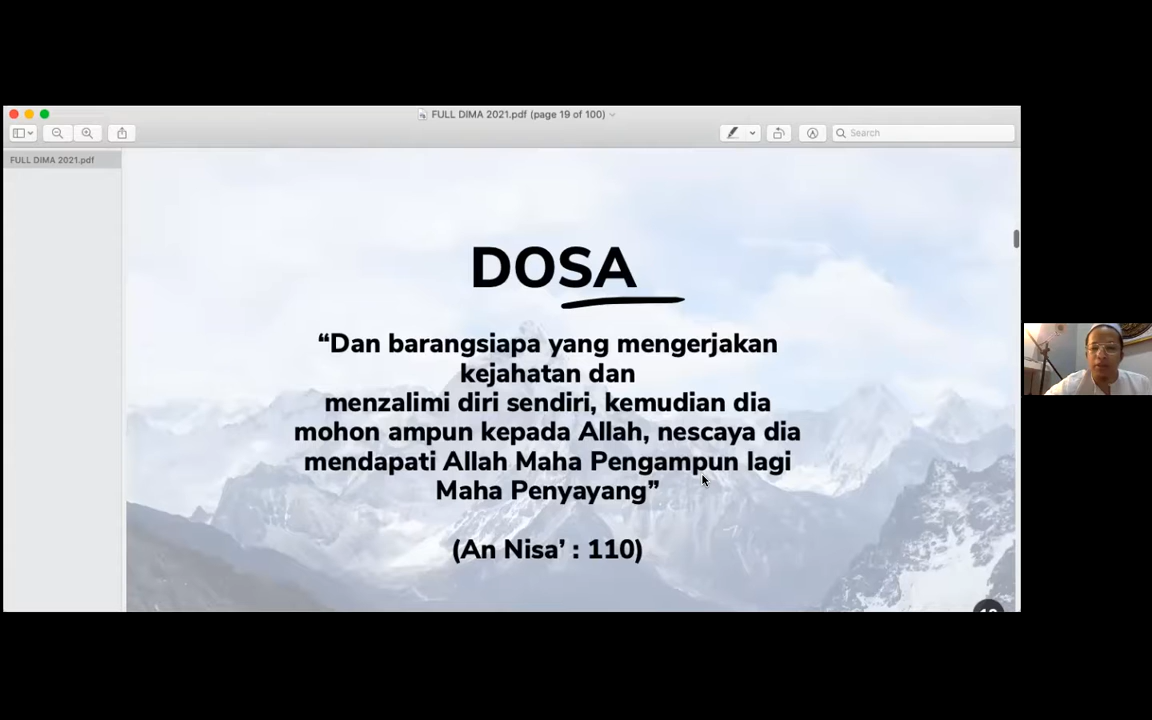 FULL DIMA 2021.pdf (page 19 of 100)
Search
FULL DIMA 2021.pdf
DOSA
“Dan barangsiapa yang mengerjakan
kejahatan dan
menzalimi diri sendiri, kemudian dia
mohon ampun kepada Allah, nescaya dia
mendapati Allah Maha Pengampun lagi
Maha Penyayang”
(An Nisa’ : 110)